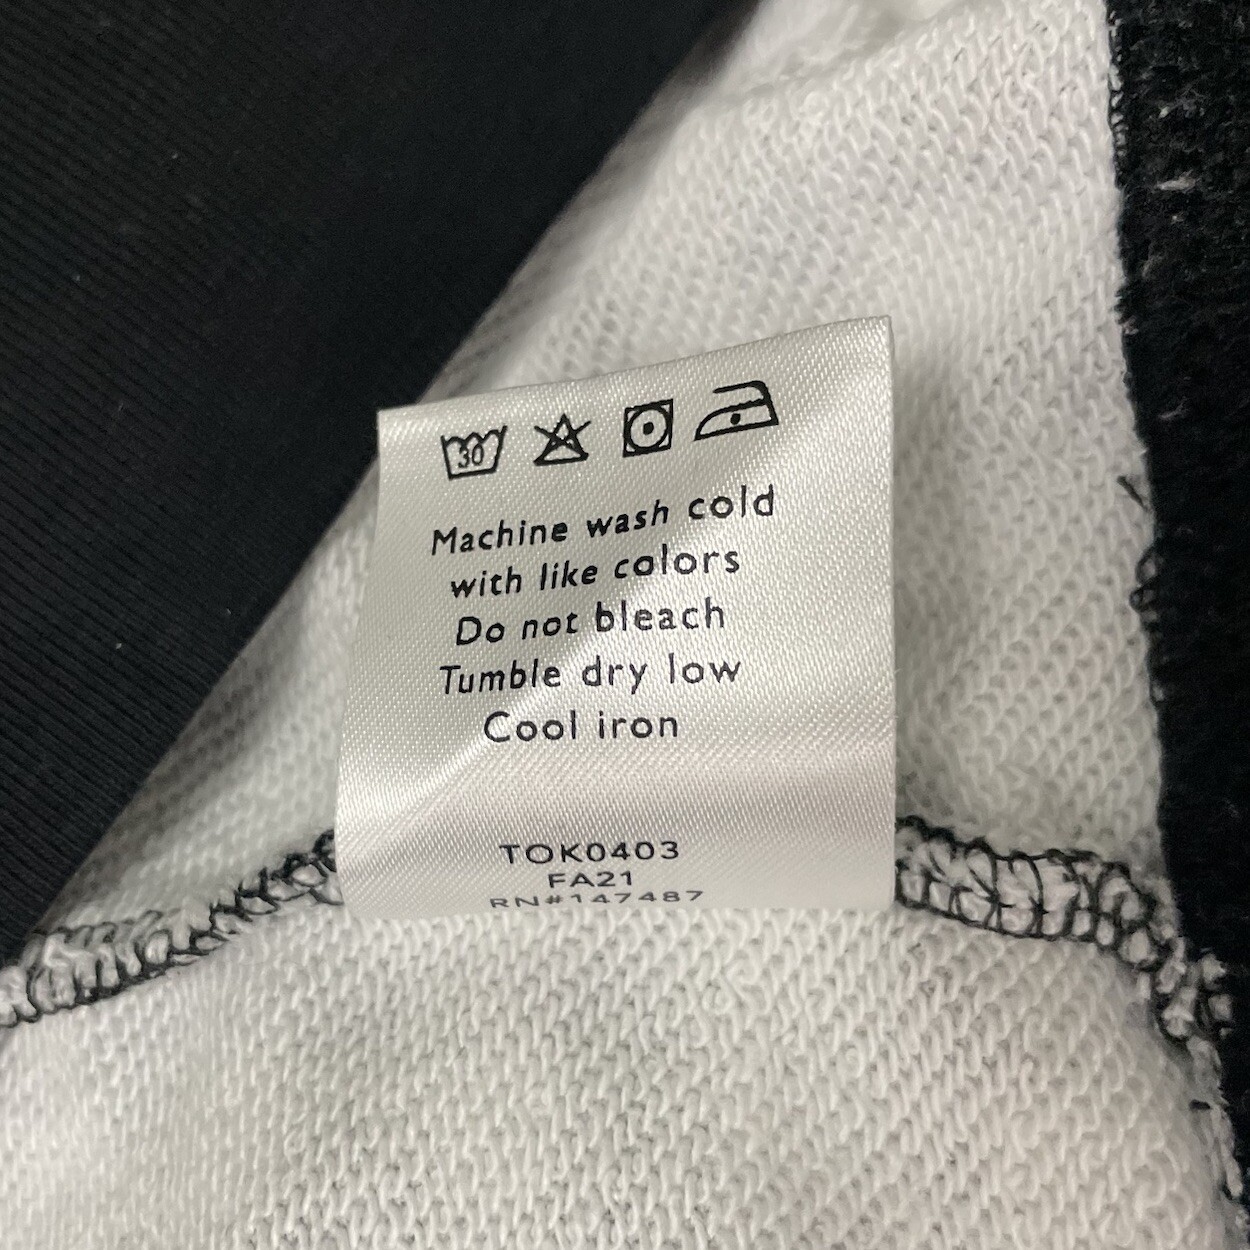 30
Machine wash cold
with like colors
Do not bleach
Tumble dry low
Cool iron
TOK0403
FA21
RN#147487